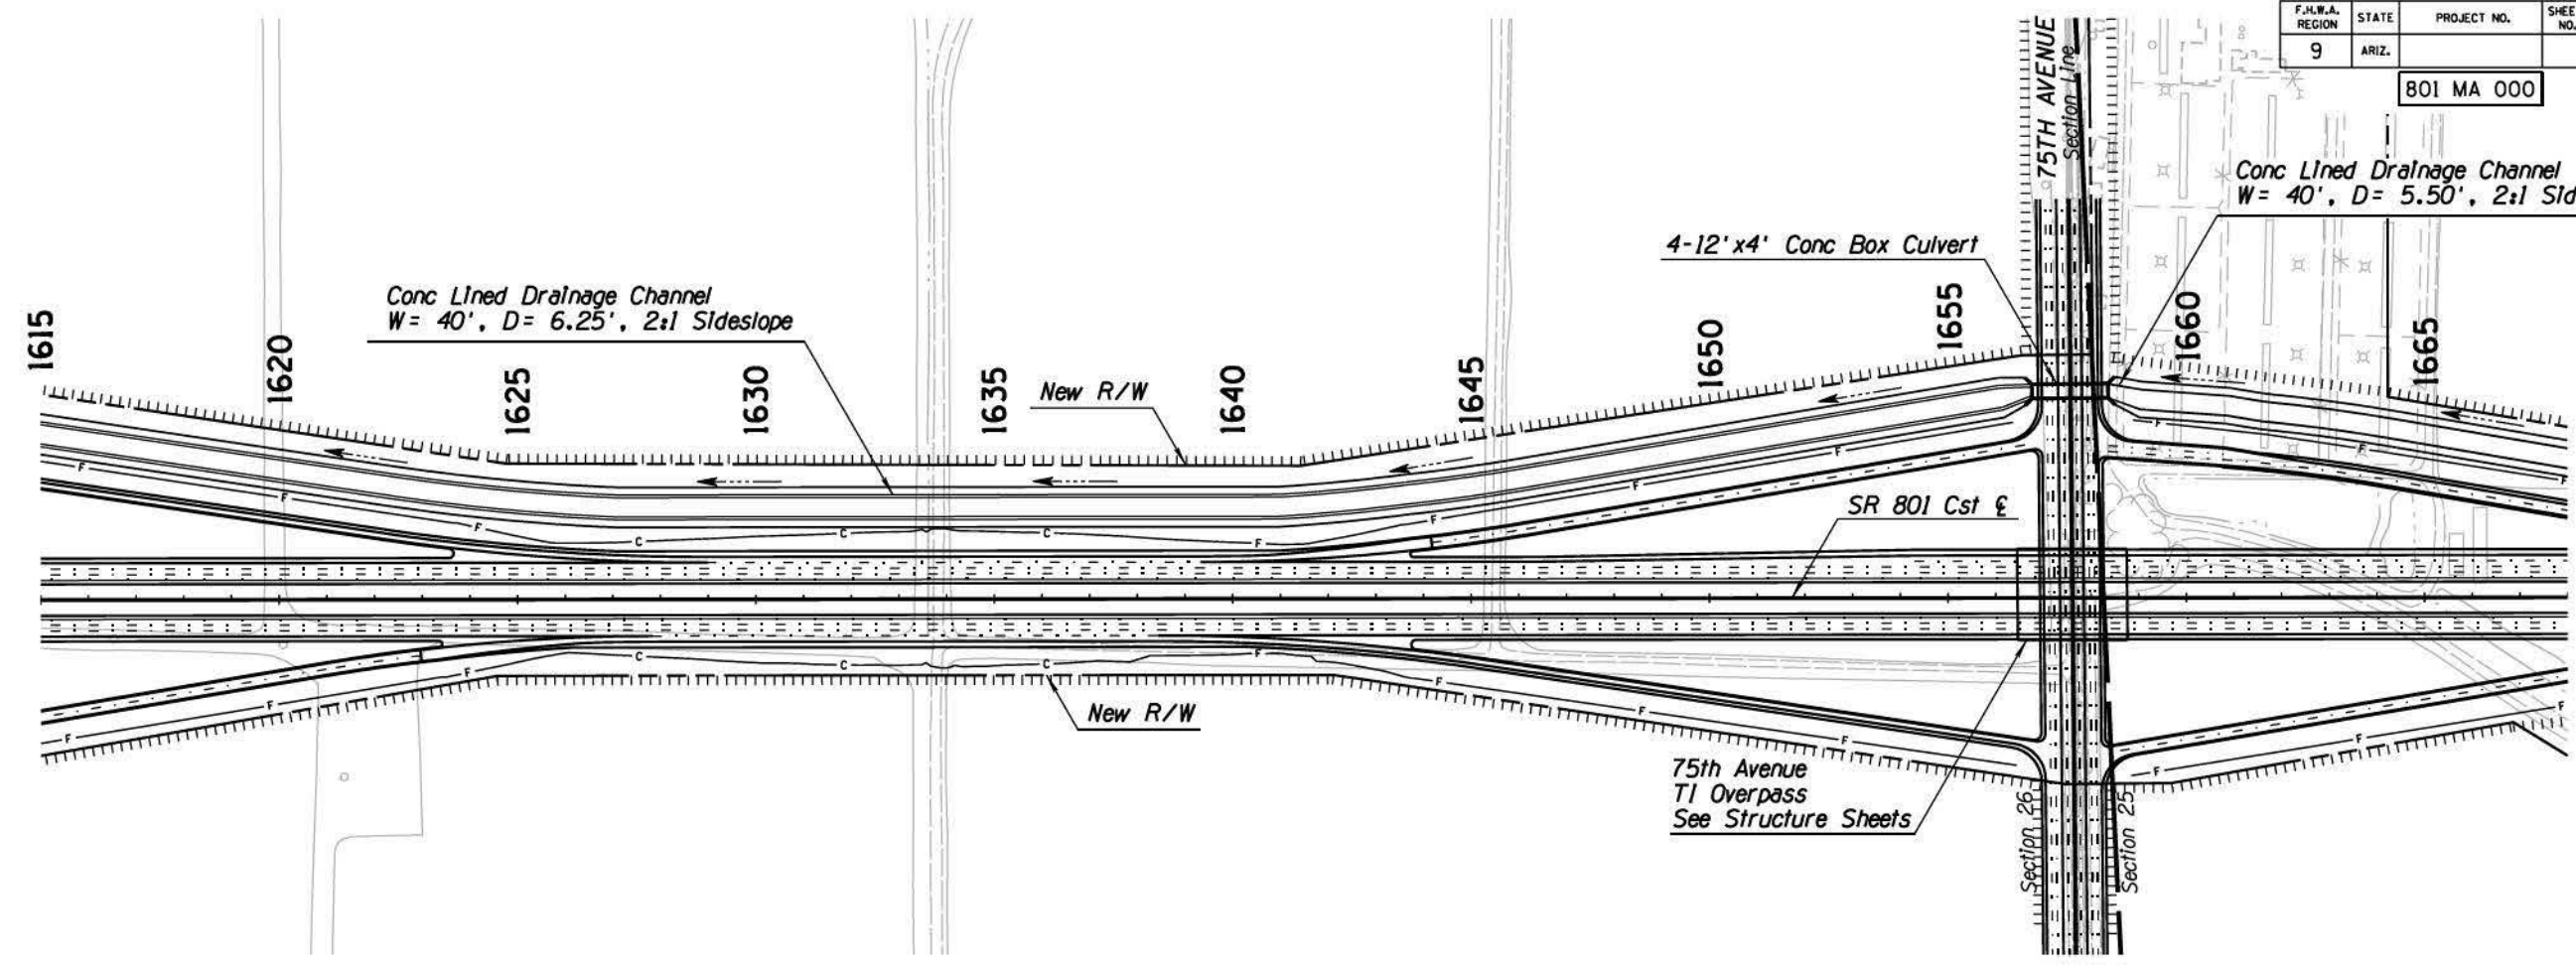 F.H.W.A. REGION STATE PROJECT NO.
9 ARIZ.
801 MA 000
75TH AVENUE
Section Line
Conc Lined Drainage Channel
W= 40', D= 5.50', 2:1
4-12'x4' Conc Box Culvert
Conc Lined Drainage Channel
W= 40', D= 6.25', 2:1 Sideslope
1615
1620
1625
1630
1635
1640
1645
1650
1655
1660
1665
New R/W
SR 801 Cst ℄
F
F
F
C
C
C
F
F
F
F
F
F
F
F
F
F
F
C
C
C
F
F
F
F
F
F
F
New R/W
75th Avenue
TI Overpass
See Structure Sheets
Section 26
Section 25